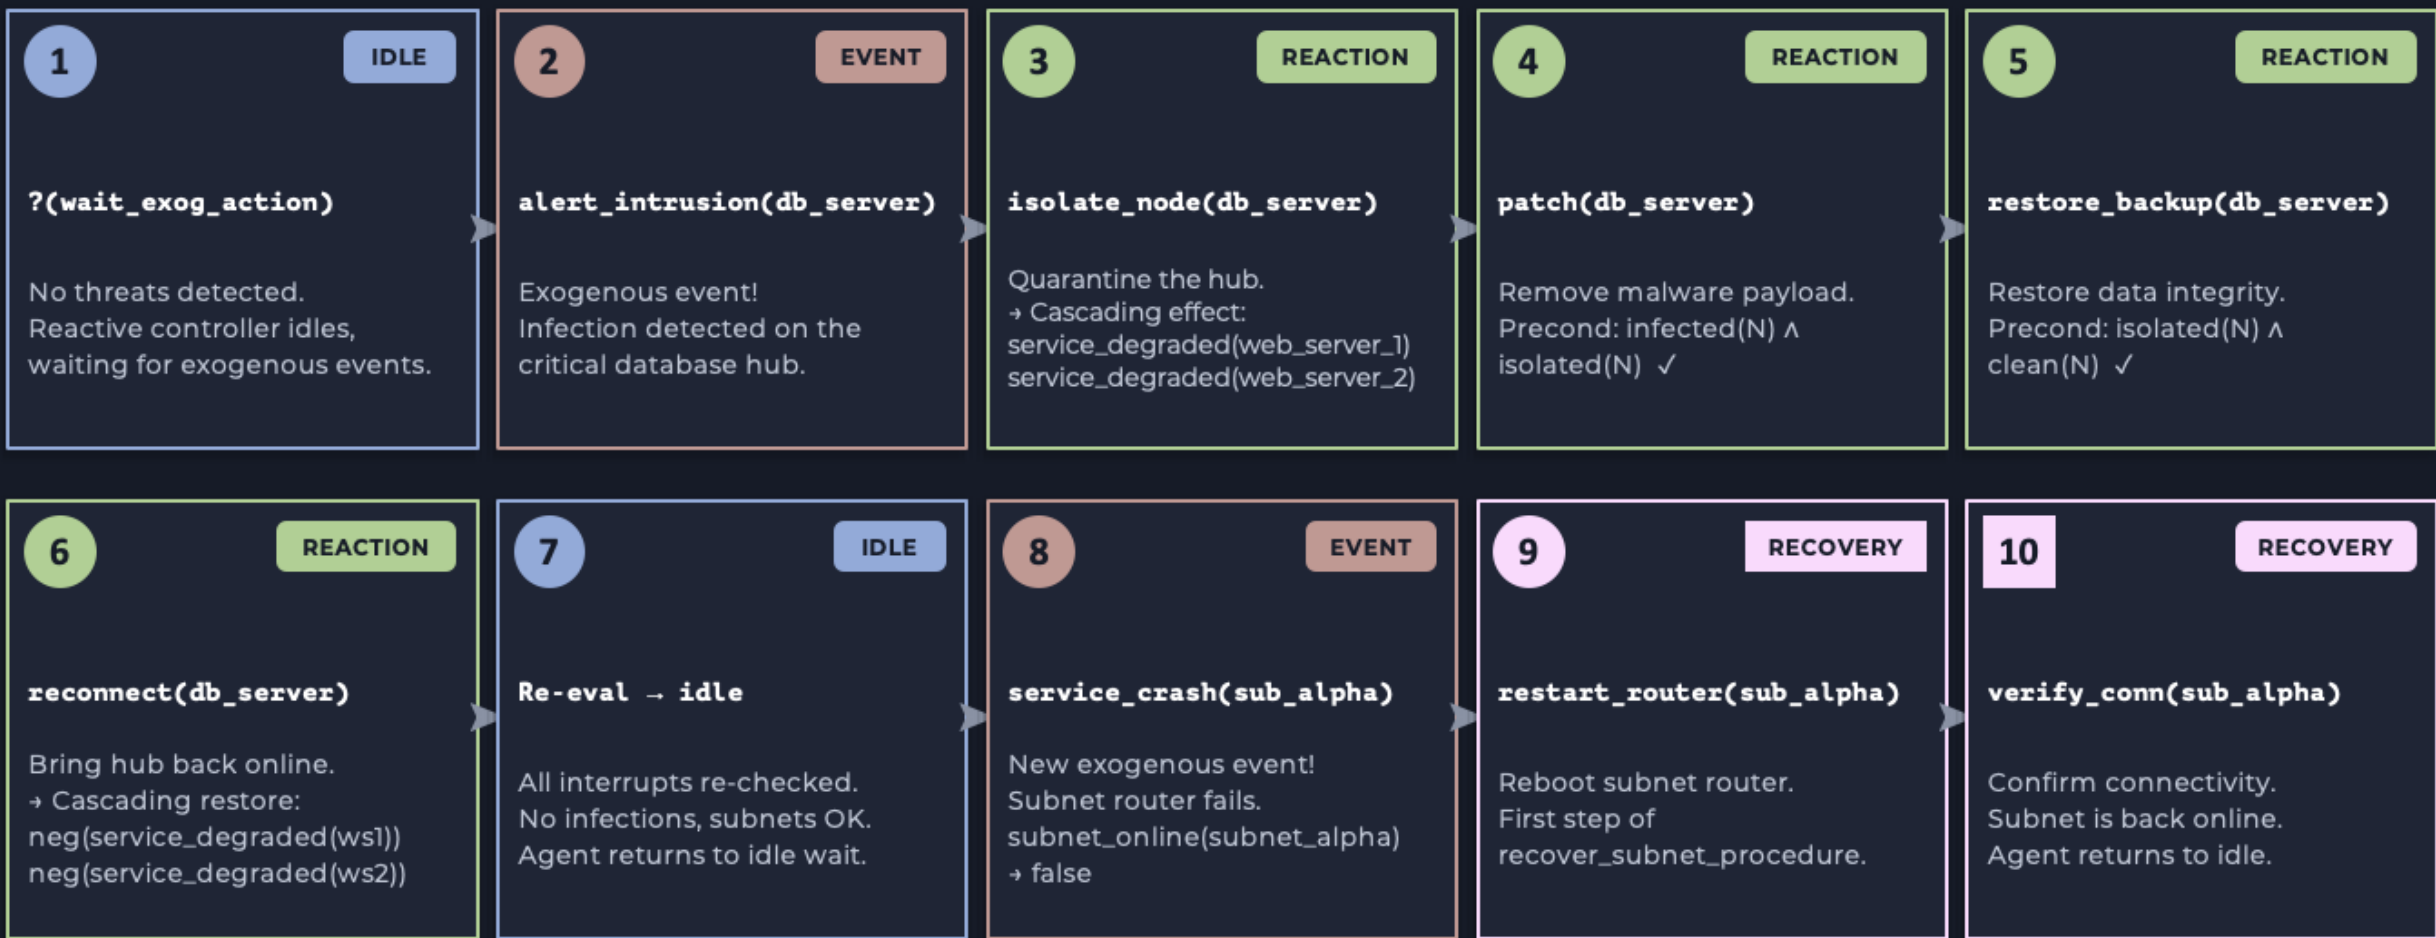 1
IDLE
?(wait_exog_action)
No threats detected.
Reactive controller idles,
waiting for exogenous events.
2
EVENT
alert_intrusion(db_server)
Exogenous event!
Infection detected on the
critical database hub.
3
REACTION
isolate_node(db_server)
Quarantine the hub.
→ Cascading effect:
service_degraded(web_server_1)
service_degraded(web_server_2)
4
REACTION
patch(db_server)
Remove malware payload.
Precond: infected(N) ∧
isolated(N) ✓
5
REACTION
restore_backup(db_server)
Restore data integrity.
Precond: isolated(N) ∧
clean(N) ✓
6
REACTION
reconnect(db_server)
Bring hub back online.
→ Cascading restore:
neg(service_degraded(ws1))
neg(service_degraded(ws2))
7
IDLE
Re-eval → idle
All interrupts re-checked.
No infections, subnets OK.
Agent returns to idle wait.
8
EVENT
service_crash(sub_alpha)
New exogenous event!
Subnet router fails.
subnet_online(subnet_alpha)
→ false
9
RECOVERY
restart_router(sub_alpha)
Reboot subnet router.
First step of
recover_subnet_procedure.
10
RECOVERY
verify_conn(sub_alpha)
Confirm connectivity.
Subnet is back online.
Agent returns to idle.